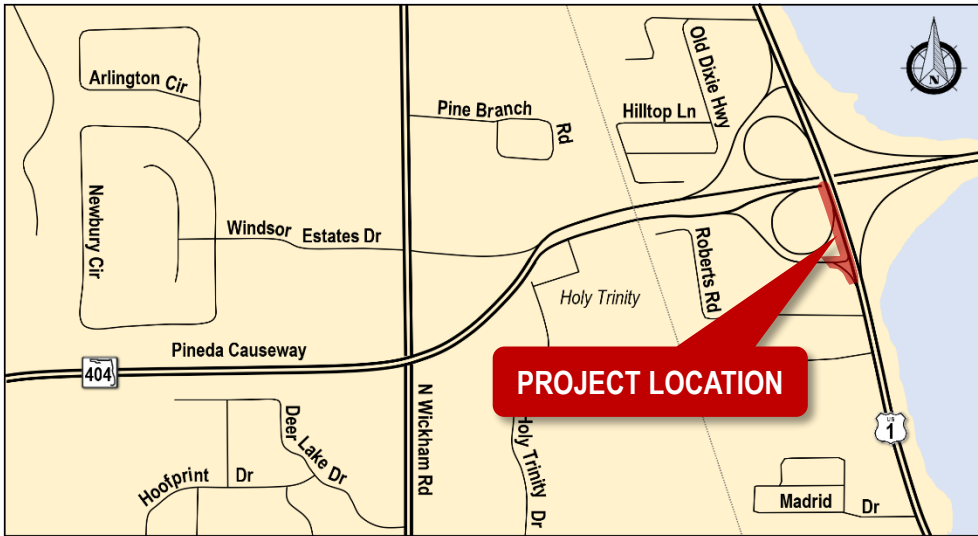 Arlington Cir
Old Dixie Hwy
N
Pine Branch Rd
Hilltop Ln
Newbury Cir
Windsor Estates Dr
Roberts Rd
Holy Trinity
Pineda Causeway
404
PROJECT LOCATION
N Wickham Rd
Deer Lake Dr
Holy Trinity Dr
US
1
Hoofprint Dr
Madrid Dr